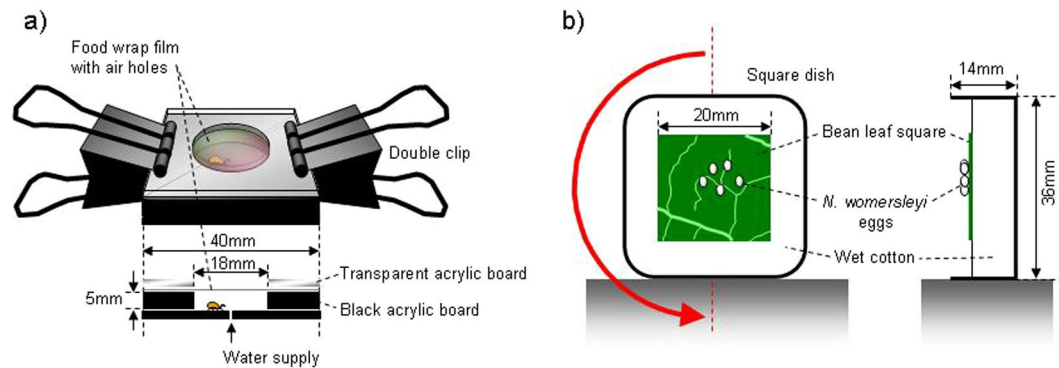 a)
Food wrap film
with air holes
Double clip
40mm
18mm
5mm
Transparent acrylic board
Black acrylic board
Water supply
b)
Square dish
14mm
20mm
Bean leaf square
N. womersleyi
eggs
Wet cotton
36mm